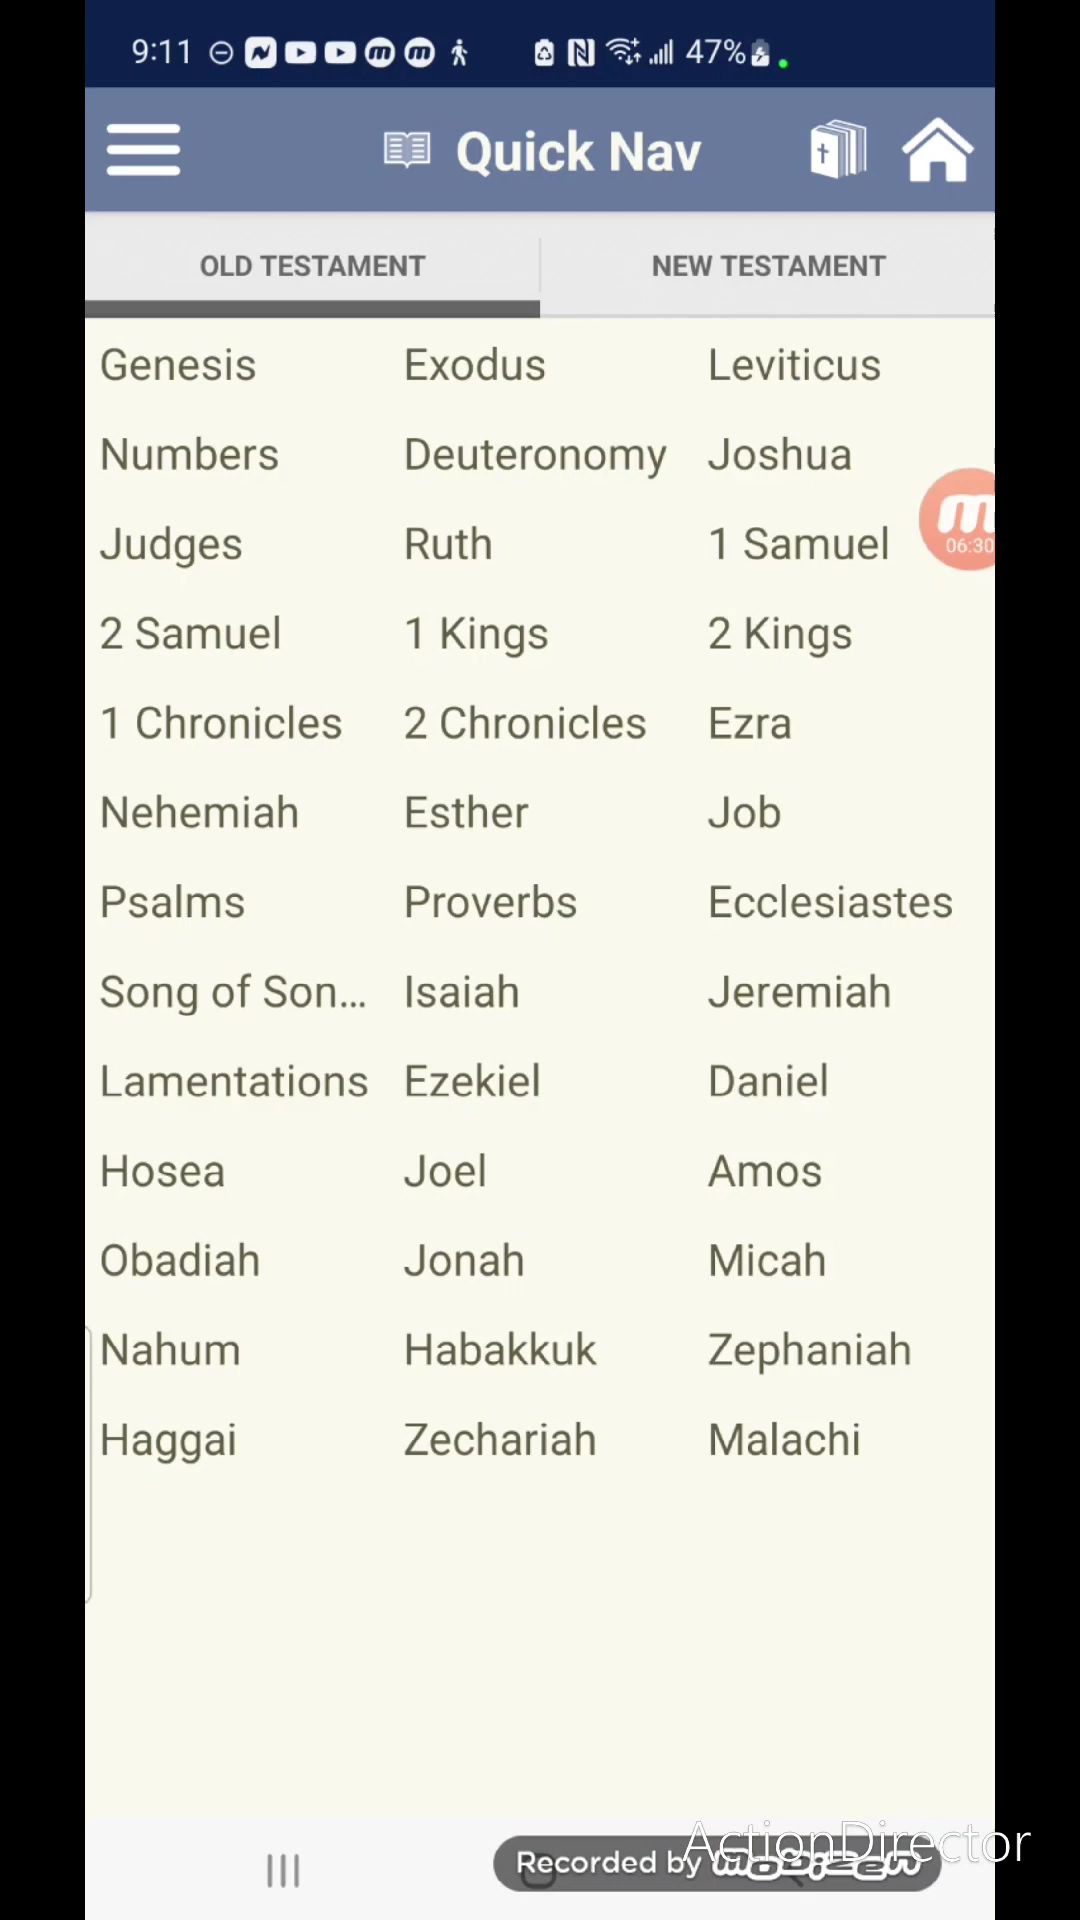 9:11 47%
Quick Nav
OLD TESTAMENT NEW TESTAMENT
Genesis Exodus Leviticus
Numbers Deuteronomy Joshua
Judges Ruth 1 Samuel
06:30
2 Samuel 1 Kings 2 Kings
1 Chronicles 2 Chronicles Ezra
Nehemiah Esther Job
Psalms Proverbs Ecclesiastes
Song of Son... Isaiah Jeremiah
Lamentations Ezekiel Daniel
Hosea Joel Amos
Obadiah Jonah Micah
Nahum Habakkuk Zephaniah
Haggai Zechariah Malachi
ActionDirector
Recorded by mobizen